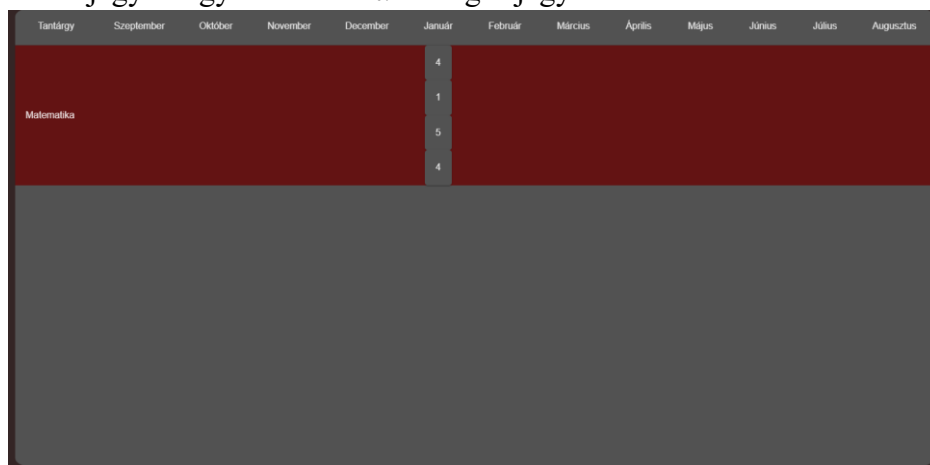 Tantárgy Szeptember Október November December Január Február Március Április Május Június Július Augusztus
4
1
Matematika
5
4